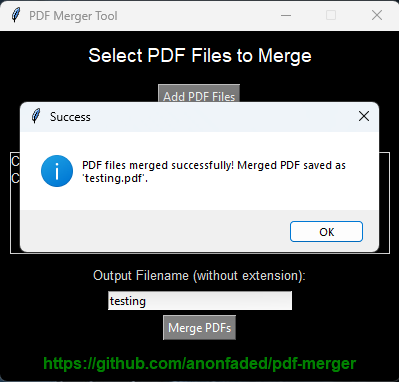 PDF Merger Tool
Select PDF Files to Merge
Add PDF Files
Success
C
C
PDF files merged successfully! Merged PDF saved as
'testing.pdf'.
OK
Output Filename (without extension):
testing
Merge PDFs
https://github.com/anonfaded/pdf-merger